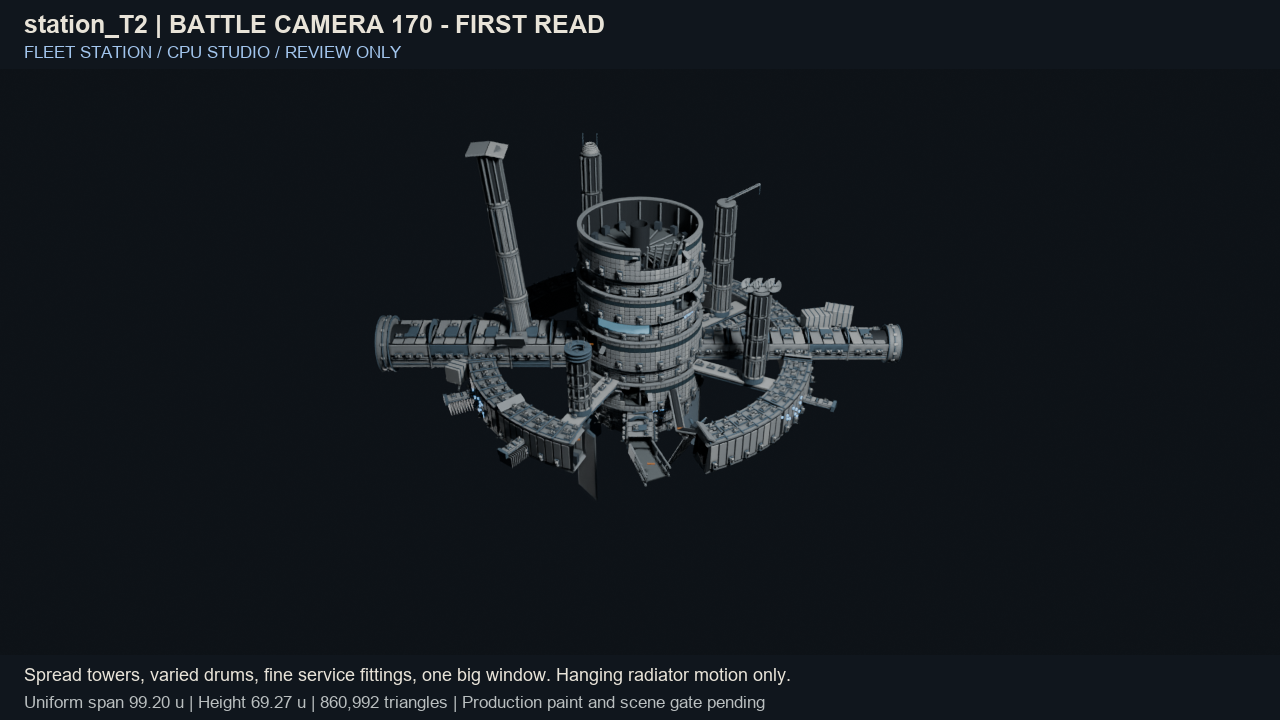 station_T2 | BATTLE CAMERA 170 - FIRST READ
FLEET STATION / CPU STUDIO / REVIEW ONLY
Spread towers, varied drums, fine service fittings, one big window. Hanging radiator motion only.
Uniform span 99.20 u | Height 69.27 u | 860,992 triangles | Production paint and scene gate pending